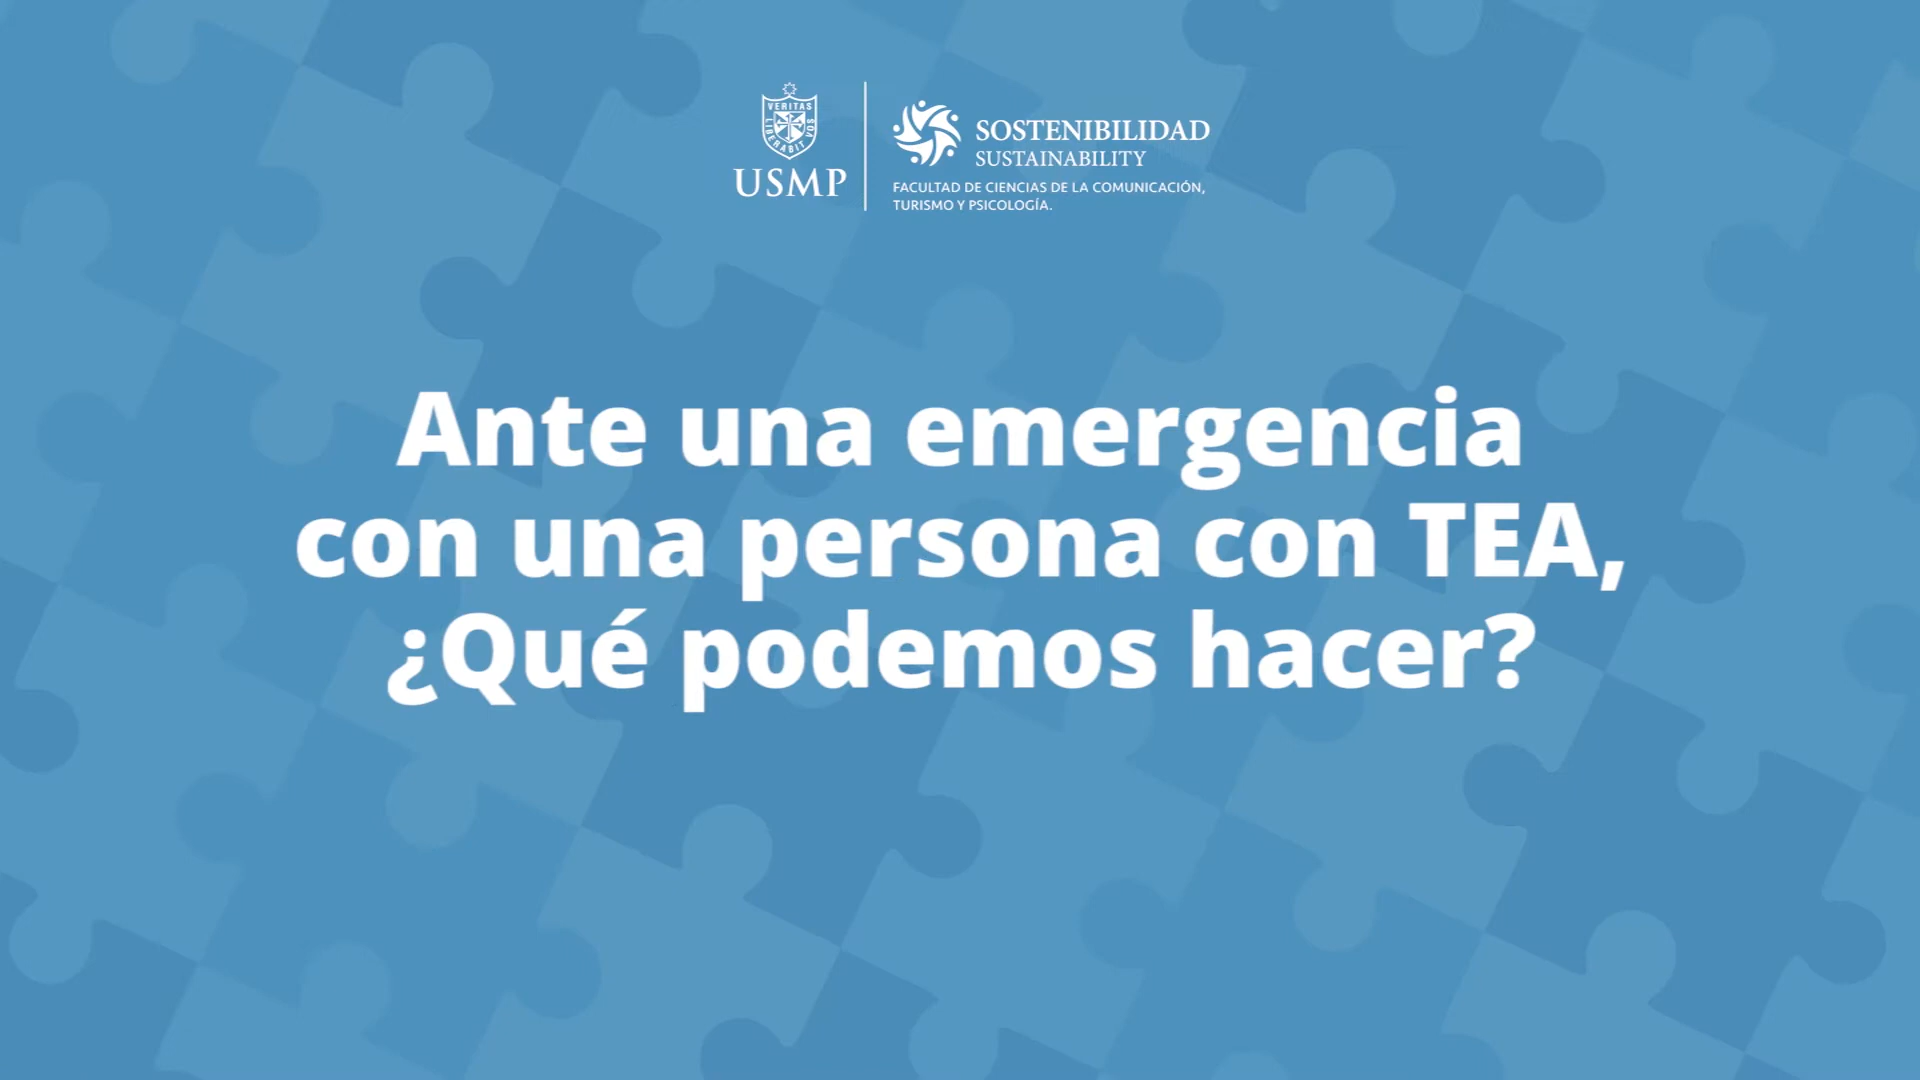 VERITAS
LIBERABIT VOS
USMP
SOSTENIBILIDAD
SUSTAINABILITY
FACULTAD DE CIENCIAS DE LA COMUNICACIÓN,
TURISMO Y PSICOLOGÍA.
Ante una emergencia
con una persona con TEA,
¿Qué podemos hacer?